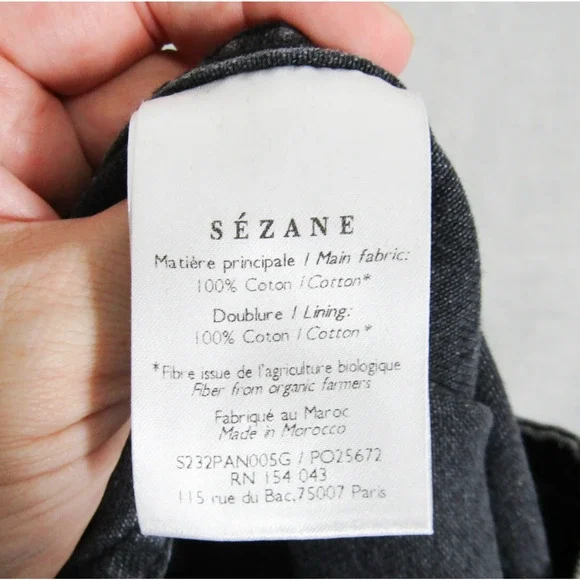 SÉZANE
Matière principale / Main fabric:
100% Coton / Cotton*
Doublure / Lining:
100% Coton / Cotton*
*Fibre issue de l'agriculture biologique
Fiber from organic farmers
Fabriqué au Maroc
Made in Morocco
S232PAN005G / PO25672
RN 154 043
115 rue du Bac,75007 Paris